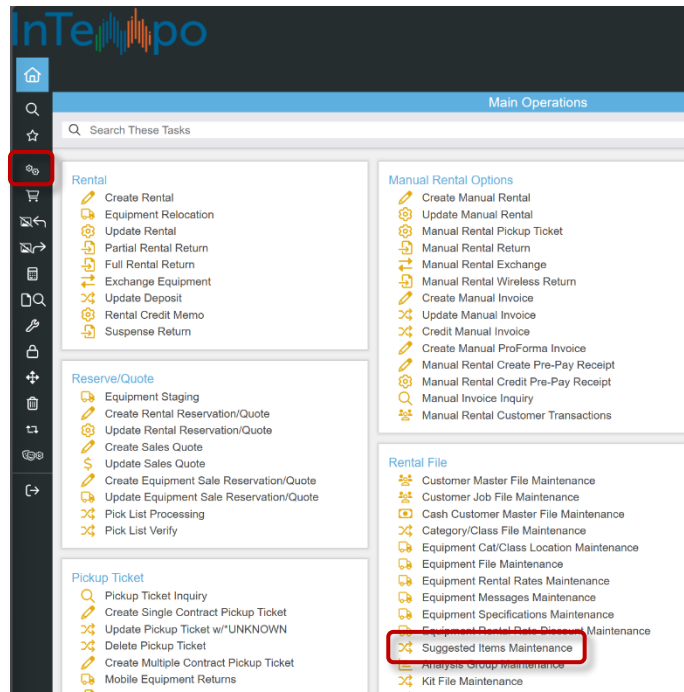 InTempo
Main Operations
Search These Tasks
Rental
Create Rental
Equipment Relocation
Update Rental
Partial Rental Return
Full Rental Return
Exchange Equipment
Update Deposit
Rental Credit Memo
Suspense Return
Reserve/Quote
Equipment Staging
Create Rental Reservation/Quote
Update Rental Reservation/Quote
Create Sales Quote
Update Sales Quote
Create Equipment Sale Reservation/Quote
Update Equipment Sale Reservation/Quote
Pick List Processing
Pick List Verify
Pickup Ticket
Pickup Ticket Inquiry
Create Single Contract Pickup Ticket
Update Pickup Ticket w/*UNKNOWN
Delete Pickup Ticket
Create Multiple Contract Pickup Ticket
Mobile Equipment Returns
Manual Rental Options
Create Manual Rental
Update Manual Rental
Manual Rental Pickup Ticket
Manual Rental Return
Manual Rental Exchange
Manual Rental Wireless Return
Create Manual Invoice
Update Manual Invoice
Credit Manual Invoice
Create Manual ProForma Invoice
Manual Rental Create Pre-Pay Receipt
Manual Rental Credit Pre-Pay Receipt
Manual Invoice Inquiry
Manual Rental Customer Transactions
Rental File
Customer Master File Maintenance
Customer Job File Maintenance
Cash Customer Master File Maintenance
Category/Class File Maintenance
Equipment Cat/Class Location Maintenance
Equipment File Maintenance
Equipment Rental Rates Maintenance
Equipment Messages Maintenance
Equipment Specifications Maintenance
Equipment Rental Rate Discount Maintenance
Suggested Items Maintenance
Analysis Group Maintenance
Kit File Maintenance